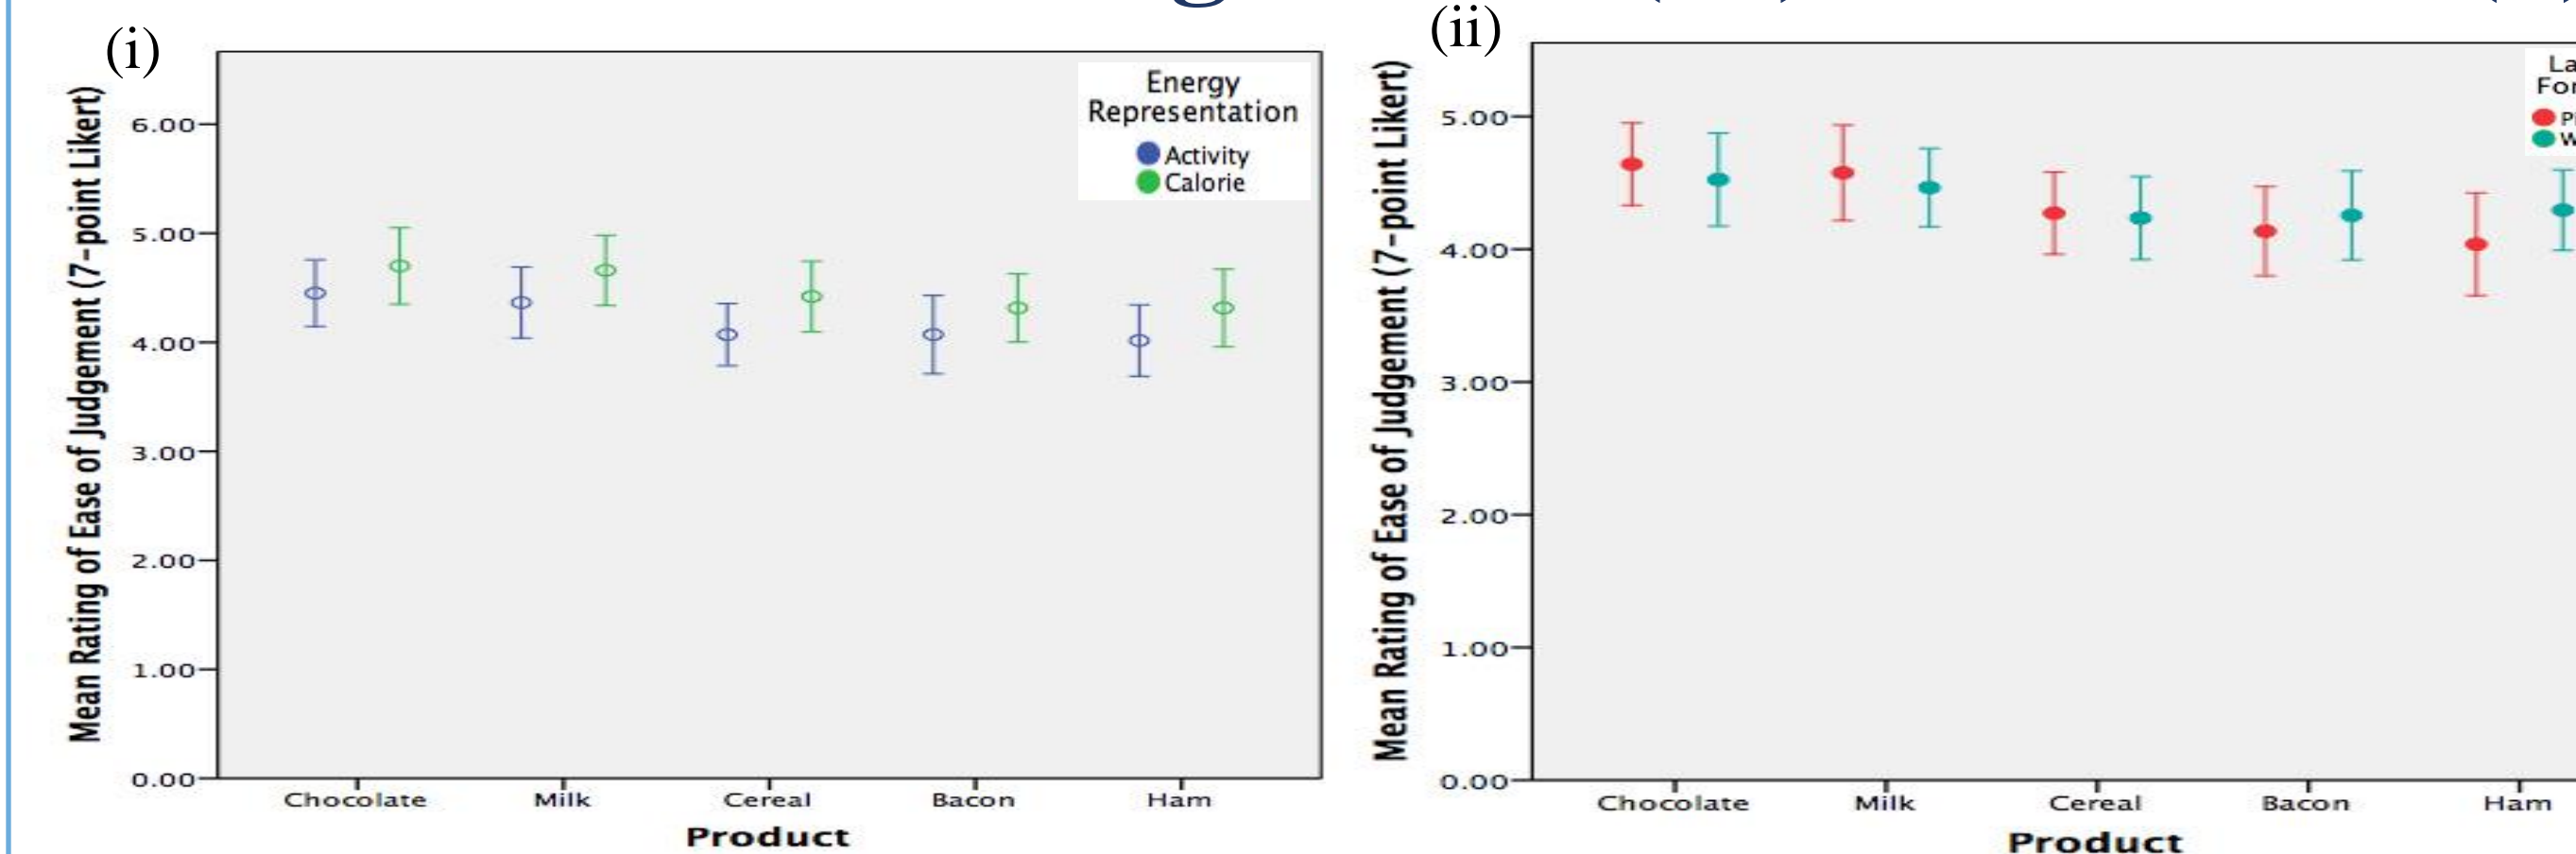 (i)
Mean Rating of Ease of Judgement (7-point Likert)
6.00
5.00
4.00
3.00
2.00
1.00
0.00
Energy
Representation
Activity
Calorie
Chocolate Milk Cereal Bacon Ham
Product
(ii)
Mean Rating of Ease of Judgement (7-point Likert)
5.00
4.00
3.00
2.00
1.00
0.00
Chocolate Milk Cereal Bacon Ham
Product